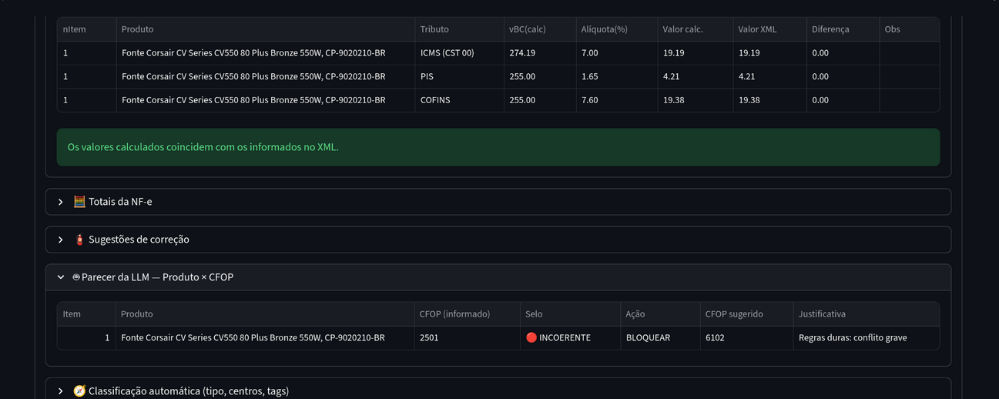 nItem Produto Tributo vBC(calc) Alíquota(%) Valor calc. Valor XML Diferença Obs
1 Fonte Corsair CV Series CV550 80 Plus Bronze 550W, CP-9020210-BR ICMS (CST 00) 274.19 7.00 19.19 19.19 0.00
1 Fonte Corsair CV Series CV550 80 Plus Bronze 550W, CP-9020210-BR PIS 255.00 1.65 4.21 4.21 0.00
1 Fonte Corsair CV Series CV550 80 Plus Bronze 550W, CP-9020210-BR COFINS 255.00 7.60 19.38 19.38 0.00
Os valores calculados coincidem com os informados no XML.
Totais da NF-e
Sugestões de correção
Parecer da LLM — Produto × CFOP
Item Produto CFOP (informado) Selo Ação CFOP sugerido Justificativa
1 Fonte Corsair CV Series CV550 80 Plus Bronze 550W, CP-9020210-BR 2501 INCOERENTE BLOQUEAR 6102 Regras duras: conflito grave
Classificação automática (tipo, centros, tags)